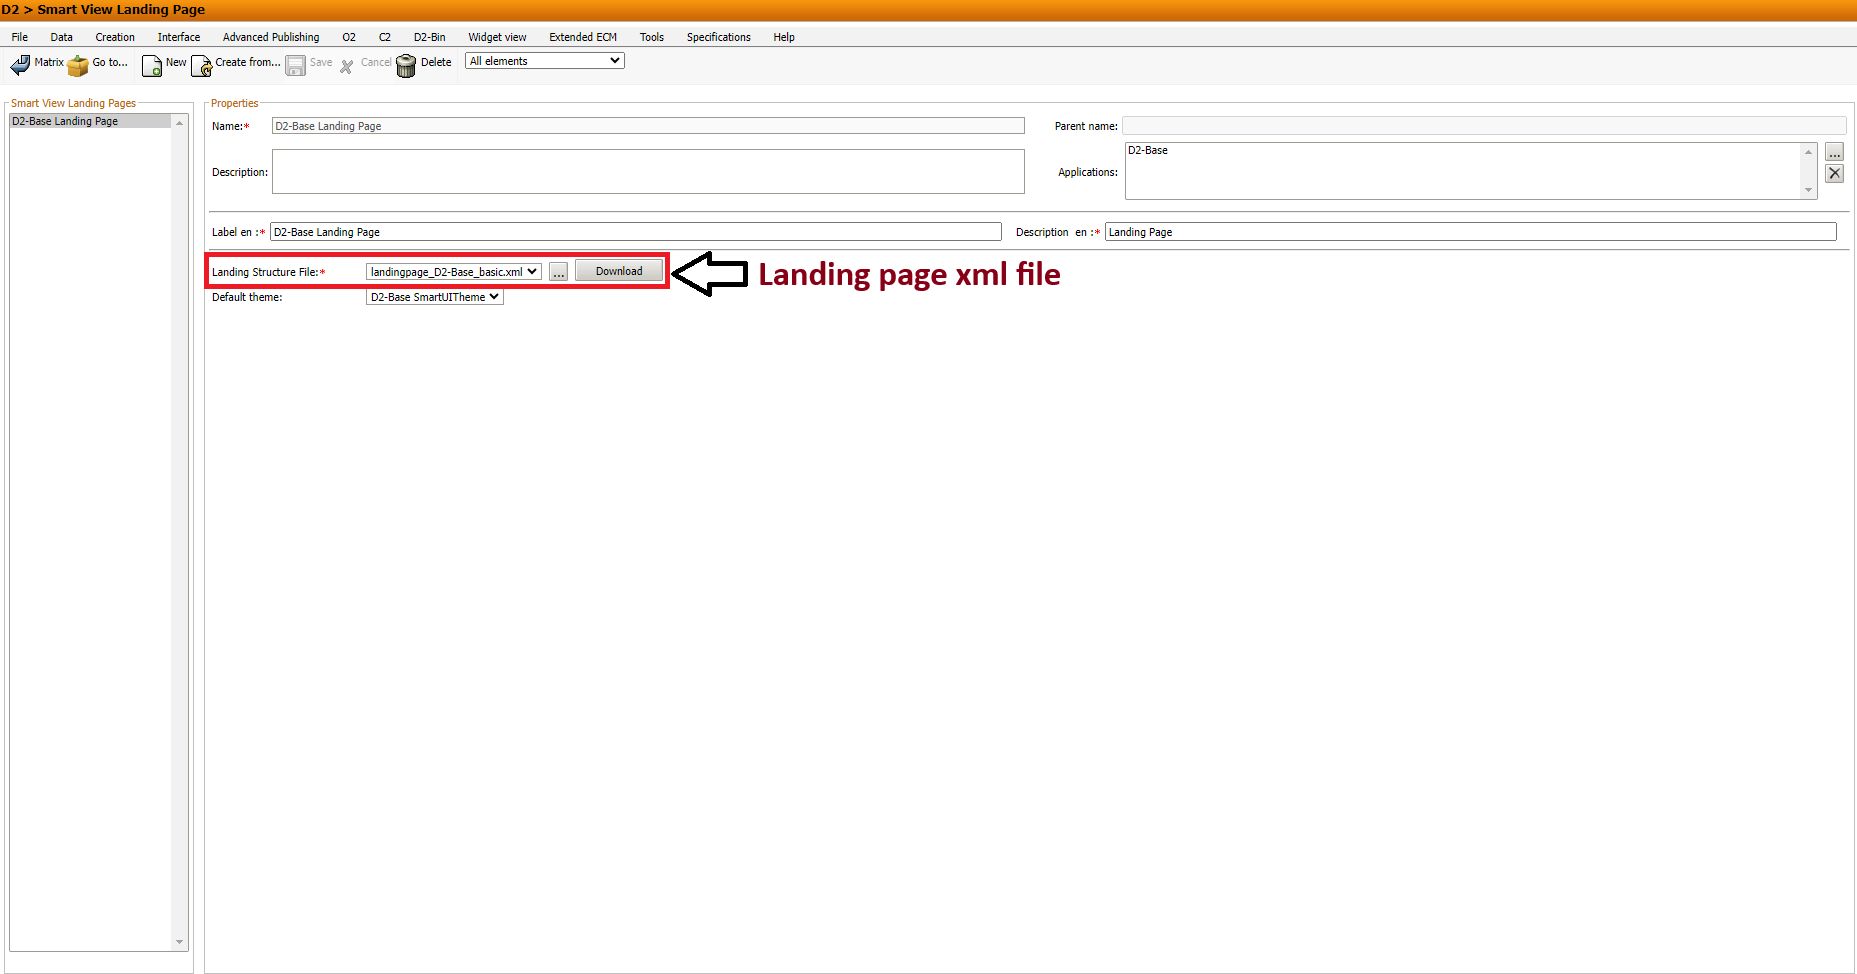 D2 > Smart View Landing Page
File Data Creation Interface Advanced Publishing O2 C2 D2-Bin Widget view Extended ECM Tools Specifications Help
Matrix Go to... New Create from... Save Cancel Delete All elements
Smart View Landing Pages
D2-Base Landing Page
Properties
Name:* D2-Base Landing Page Parent name:
Description: Applications: D2-Base ...
Label en :* D2-Base Landing Page Description en :* Landing Page
Landing Structure File:* landingpage_D2-Base_basic.xml ... Download
Landing page xml file
Default theme: D2-Base SmartUITheme